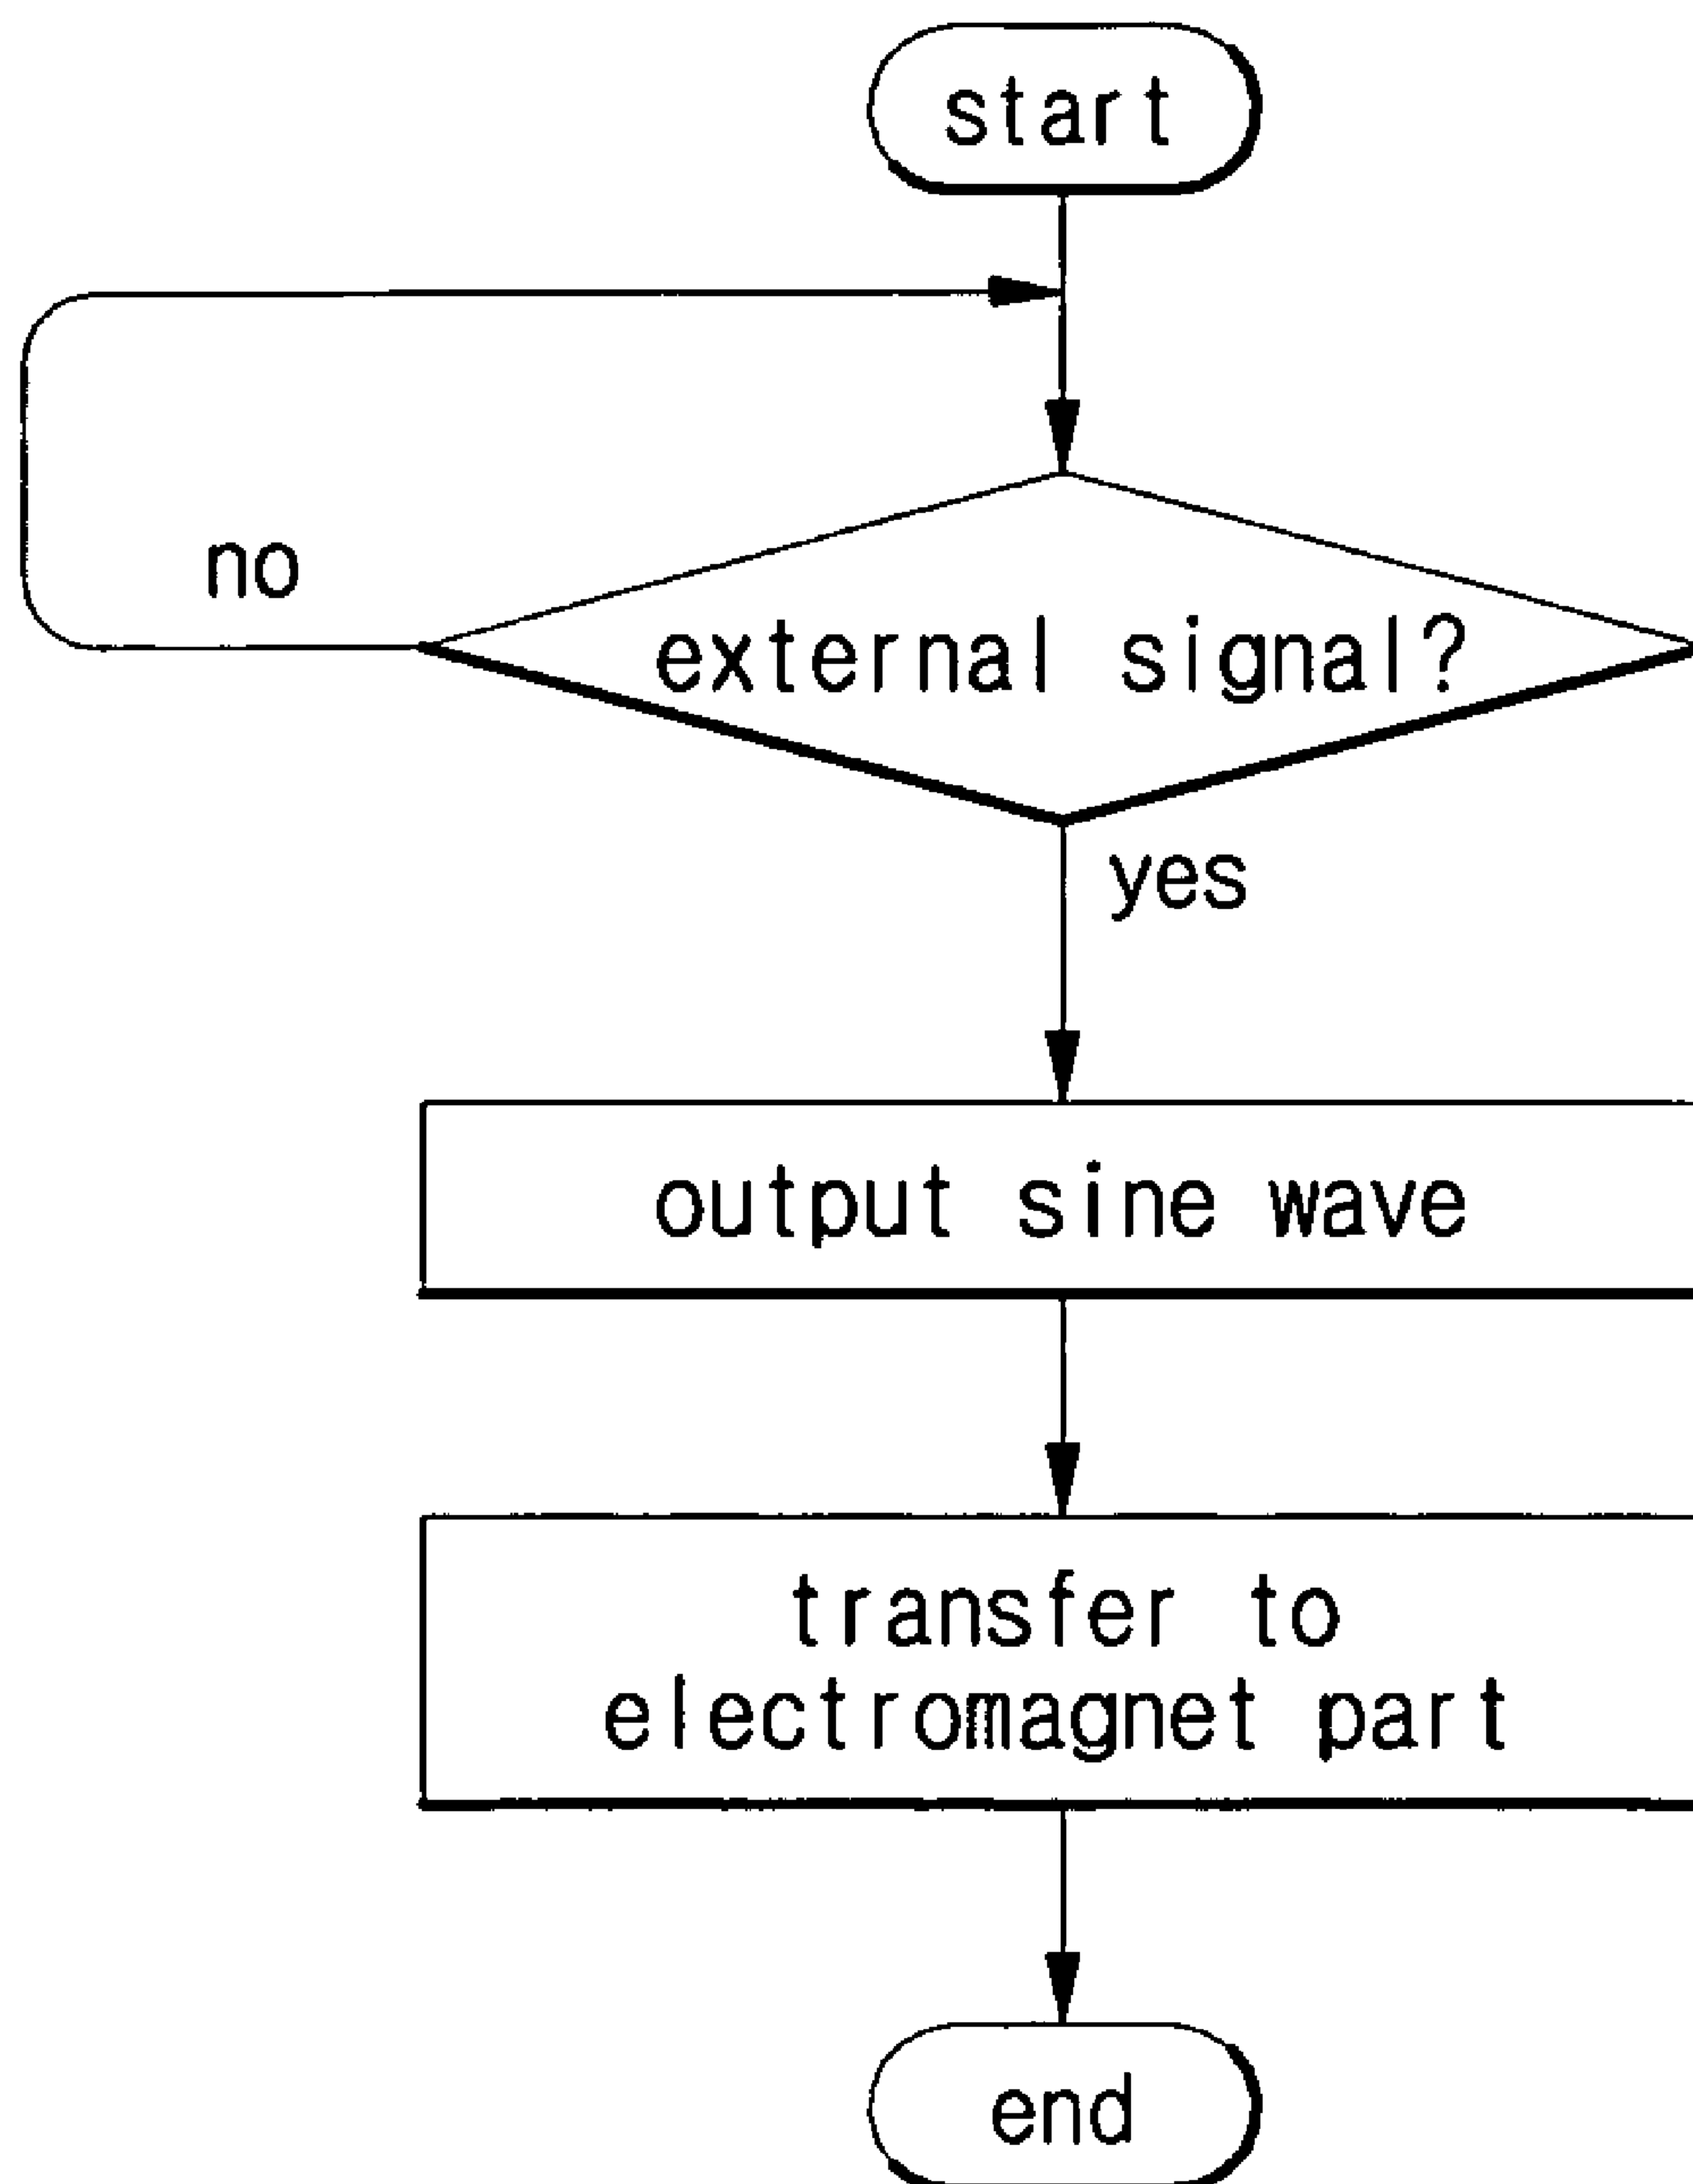 start
no
external signal?
yes
output sine wave
transfer to
electromagnet part
end